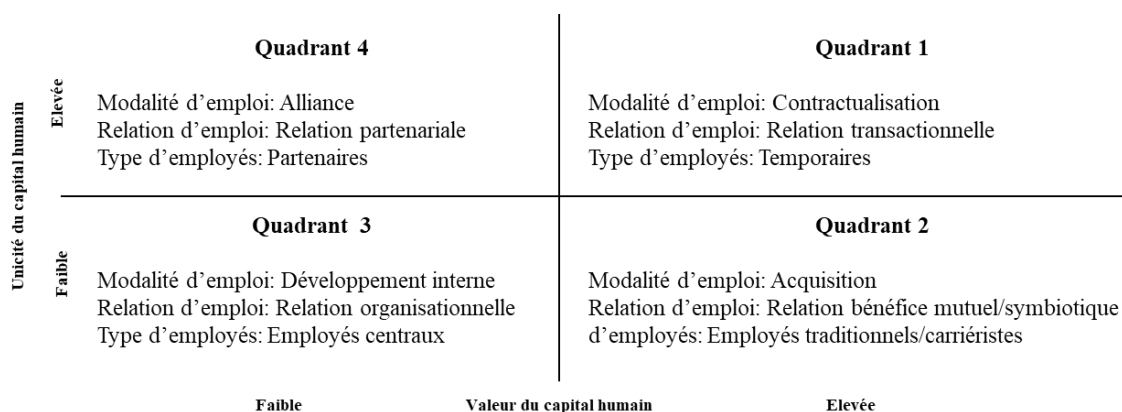 Quadrant 4
Modalité d'emploi: Alliance
Relation d'emploi: Relation partenariale
Type d'employés: Partenaires
Quadrant 1
Modalité d'emploi: Contractualisation
Relation d'emploi: Relation transactionnelle
Type d'employés: Temporaires
Quadrant 3
Modalité d'emploi: Développement interne
Relation d'emploi: Relation organisationnelle
Type d'employés: Employés centraux
Quadrant 2
Modalité d'emploi: Acquisition
Relation d'emploi: Relation bénéfice mutuel/symbiotique
d'employés: Employés traditionnels/carriéristes
Unicité du capital humain
Elevée
Faible
Faible
Valeur du capital humain
Elevée